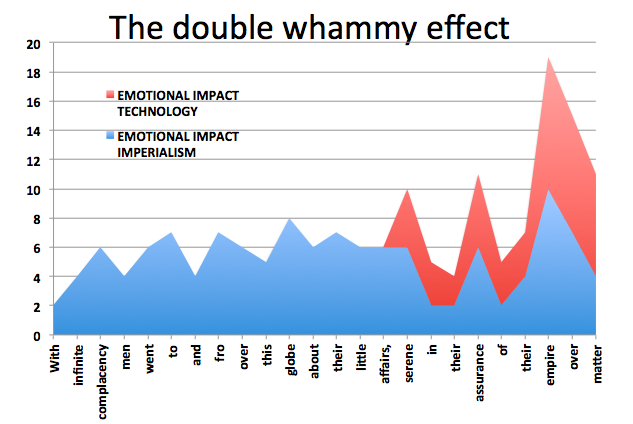 The double whammy effect
20
18
16
14
12
10
8
6
4
2
0
EMOTIONAL IMPACT
TECHNOLOGY
EMOTIONAL IMPACT
IMPERIALISM
With
infinite
complacency
men
went
to
and
fro
over
this
globe
about
their
little
affairs,
serene
in
their
assurance
of
their
empire
over
matter